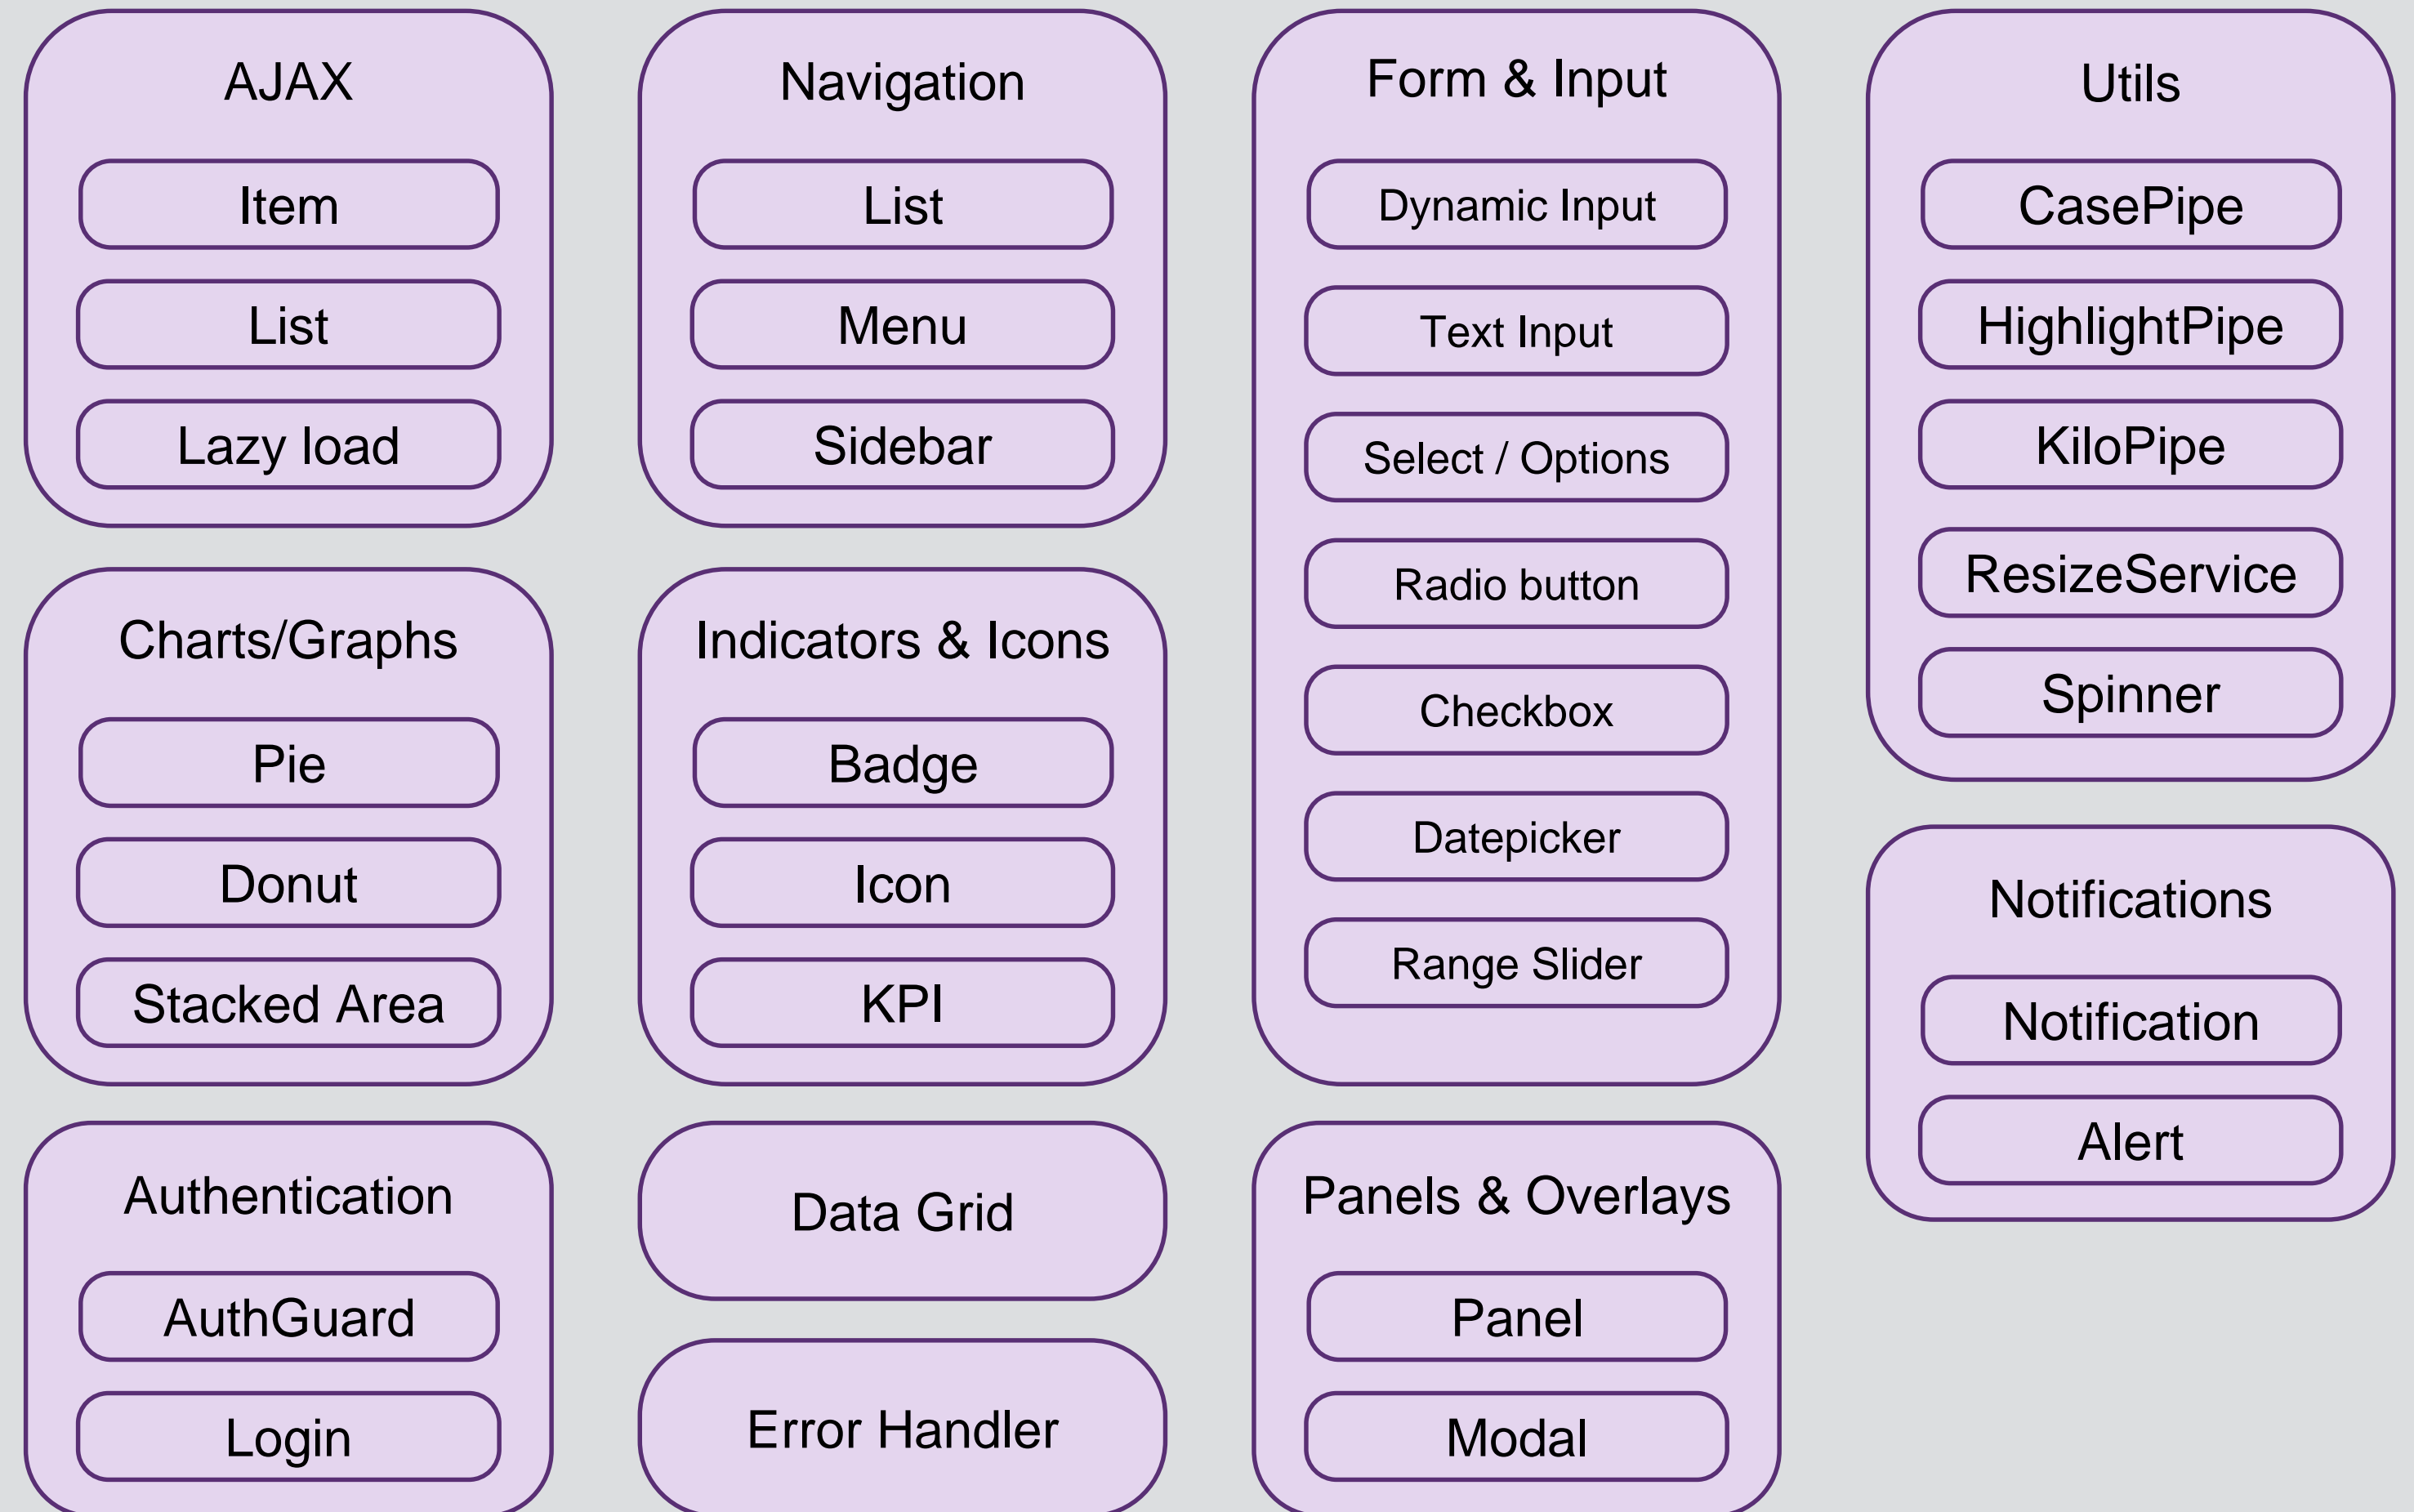 AJAX
Item
List
Lazy load
Charts/Graphs
Pie
Donut
Stacked Area
Authentication
AuthGuard
Login
Navigation
List
Menu
Sidebar
Indicators & Icons
Badge
Icon
KPI
Data Grid
Error Handler
Form & Input
Dynamic Input
Text Input
Select / Options
Radio button
Checkbox
Datepicker
Range Slider
Panels & Overlays
Panel
Modal
Utils
CasePipe
HighlightPipe
KiloPipe
ResizeService
Spinner
Notifications
Notification
Alert